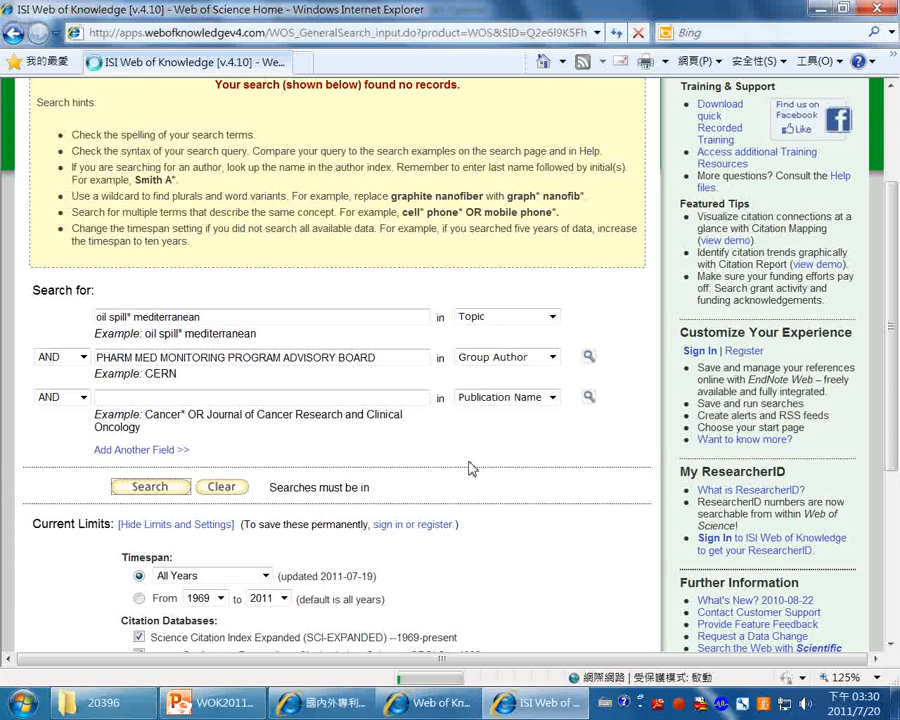 ISI Web of Knowledge [v.4.10] - Web of Science Home - Windows Internet Explorer
http://apps.webofknowledgev4.com/WOS_GeneralSearch_input.do?product=WOS&SID=Q2e6l9K5Fh
Bing
我的最愛
ISI Web of Knowledge [v.4.10] - We...
網頁(P)
安全性(S)
工具(O)
Your search (shown below) found no records.
Search hints:
Check the spelling of your search terms.
Check the syntax of your search query. Compare your query to the search examples on the search page and in Help.
If you are searching for an author, look up the name in the author index. Remember to enter last name followed by initial(s).
For example, Smith A*.
Use a wildcard to find plurals and word variants. For example, replace graphite nanofiber with graph* nanofib*.
Search for multiple terms that describe the same concept. For example, cell* phone* OR mobile phone*.
Change the timespan setting if you did not search all available data. For example, if you searched five years of data, increase
the timespan to ten years.
Search for:
oil spill* mediterranean in Topic
Example: oil spill* mediterranean
AND PHARM MED MONITORING PROGRAM ADVISORY BOARD in Group Author
Example: CERN
AND in Publication Name
Example: Cancer* OR Journal of Cancer Research and Clinical
Oncology
Add Another Field >>
Search Clear Searches must be in
Current Limits: [Hide Limits and Settings] (To save these permanently, sign in or register.)
Timespan:
All Years (updated 2011-07-19)
From 1969 to 2011 (default is all years)
Citation Databases:
Science Citation Index Expanded (SCI-EXPANDED) --1969-present
Training & Support
Download
quick
Recorded
Training
Find us on
Facebook
Like
Access additional Training
Resources
More questions? Consult the Help
files.
Featured Tips
Visualize citation connections at a
glance with Citation Mapping
(view demo).
Identify citation trends graphically
with Citation Report (view demo).
Make sure your funding efforts pay
off: Search grant activity and
funding acknowledgements.
Customize Your Experience
Sign In | Register
Save and manage your references
online with EndNote Web – freely
available and fully integrated.
Save and run searches
Create alerts and RSS feeds
Choose your start page
Want to know more?
My ResearcherID
What is ResearcherID?
ResearcherID numbers are now
searchable from within Web of
Science!
Sign In to ISI Web of Knowledge
to get your ResearcherID.
Further Information
What's New? 2010-08-22
Contact Customer Support
Provide Feature Feedback
Request a Data Change
Search the Web with Scientific
網際網路 | 受保護模式: 啟動
125%
20396
WOK2011...
國內外專利...
Web of Kn...
ISI Web of ...
下午 03:30
2011/7/20